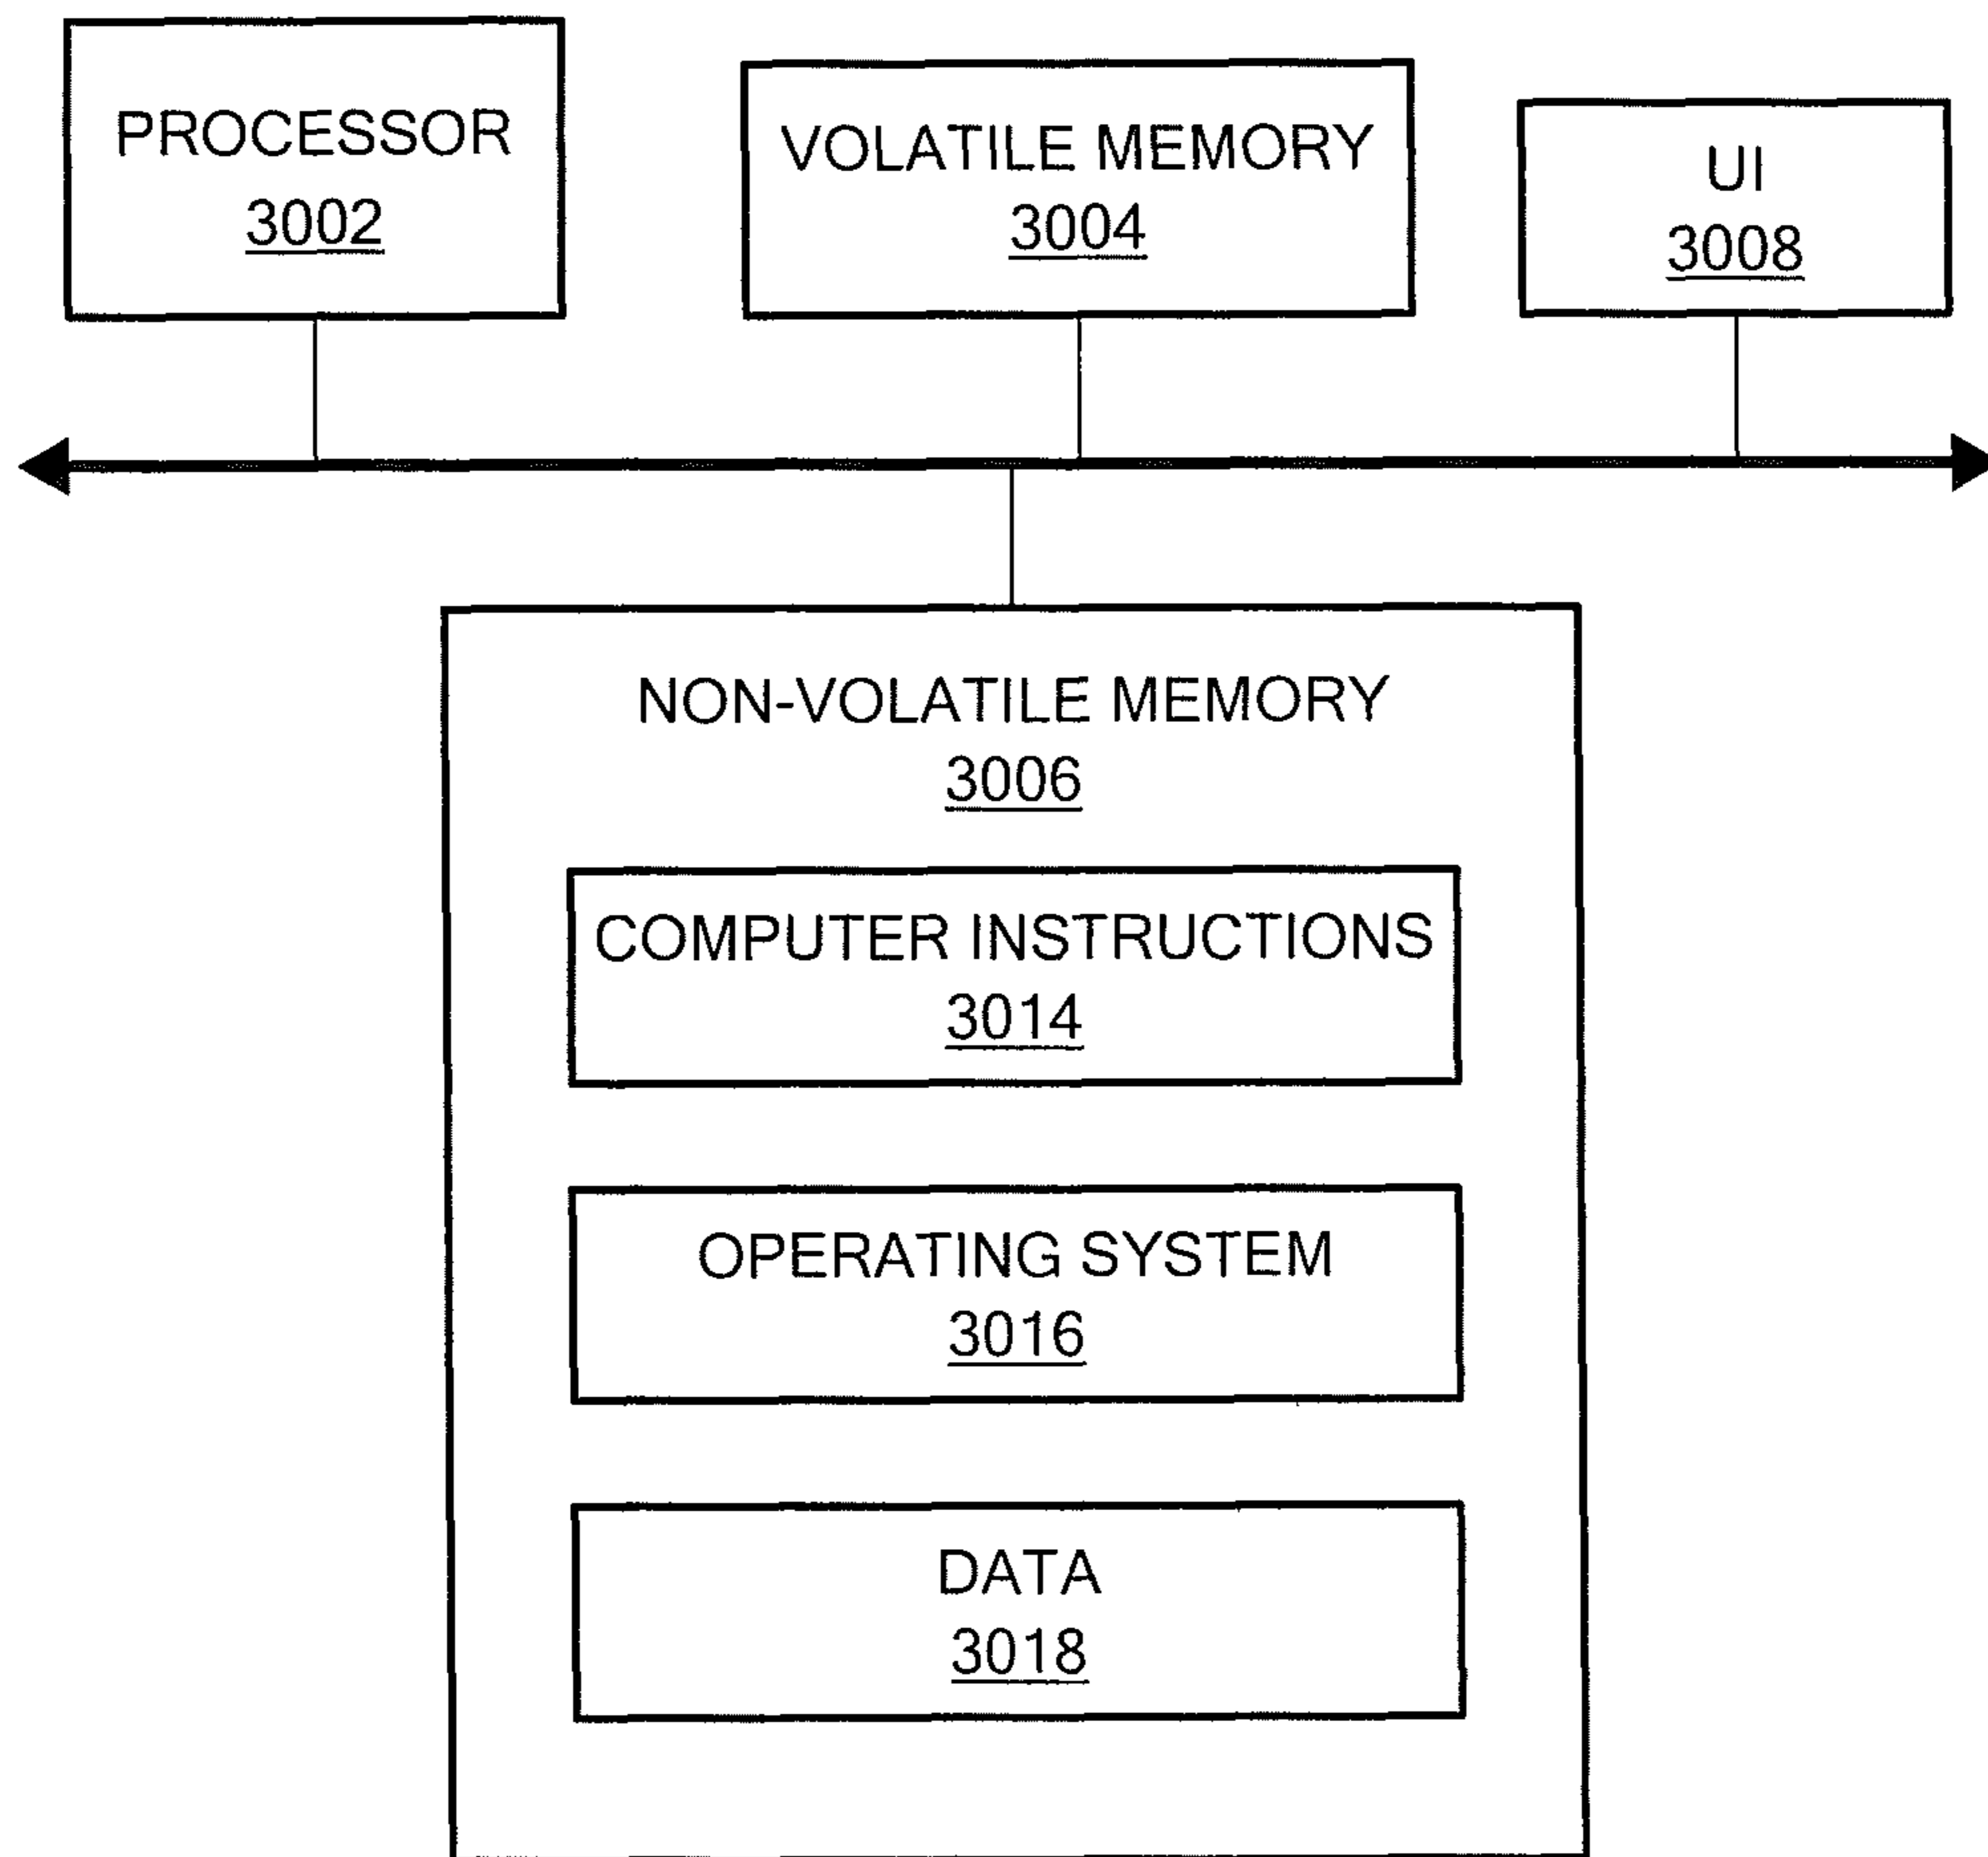 PROCESSOR
3002
VOLATILE MEMORY
3004
UI
3008
NON-VOLATILE MEMORY
3006
COMPUTER INSTRUCTIONS
3014
OPERATING SYSTEM
3016
DATA
3018